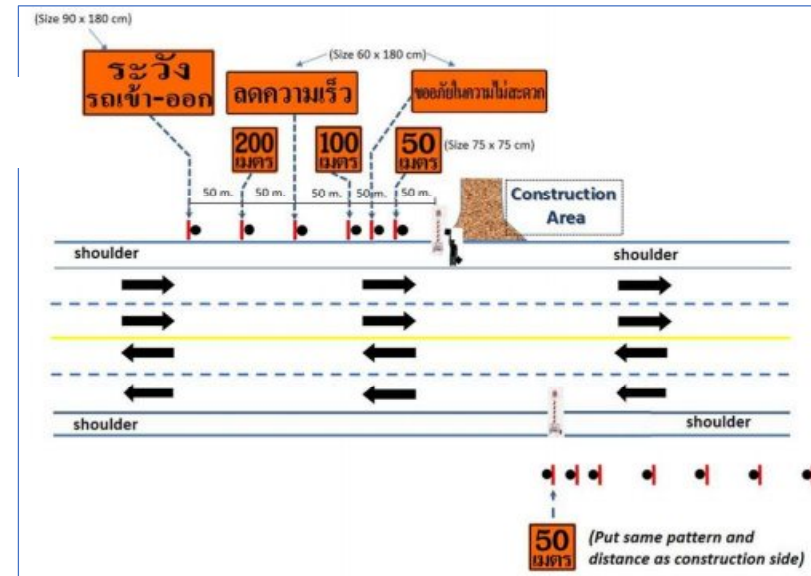 (Size 90 x 180 cm)
ระวัง
รถเข้า-ออก
(Size 60 x 180 cm)
ลดความเร็ว
ขออภัยในความไม่สะดวก
200
เมตร
100
เมตร
50
เมตร
(Size 75 x 75 cm)
50 m.
50 m.
50 m.
50 m.
50 m.
Construction
Area
shoulder
shoulder
shoulder
shoulder
50
เมตร
(Put same pattern and
distance as construction side)